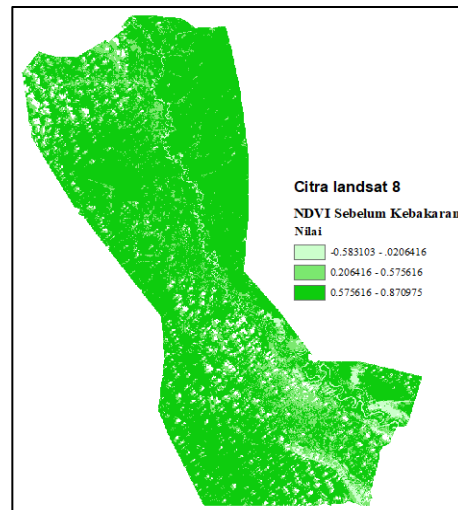 Citra landsat 8
NDVI Sebelum Kebakaran
Nilai
-0.583103 - .0206416
0.206416 - 0.575616
0.575616 - 0.870975